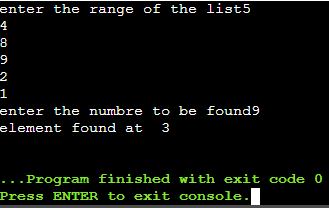 enter the range of the list5
4
8
9
2
1
enter the numbre to be found9
element found at  3
...Program finished with exit code 0
Press ENTER to exit console.